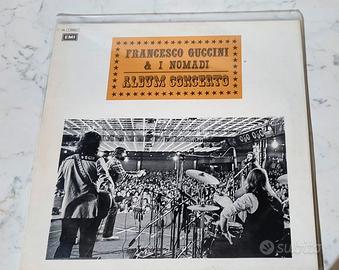 EMI
FRANCESCO GUCCINI
& I NOMADI
ALBUM CONCERTO
subito